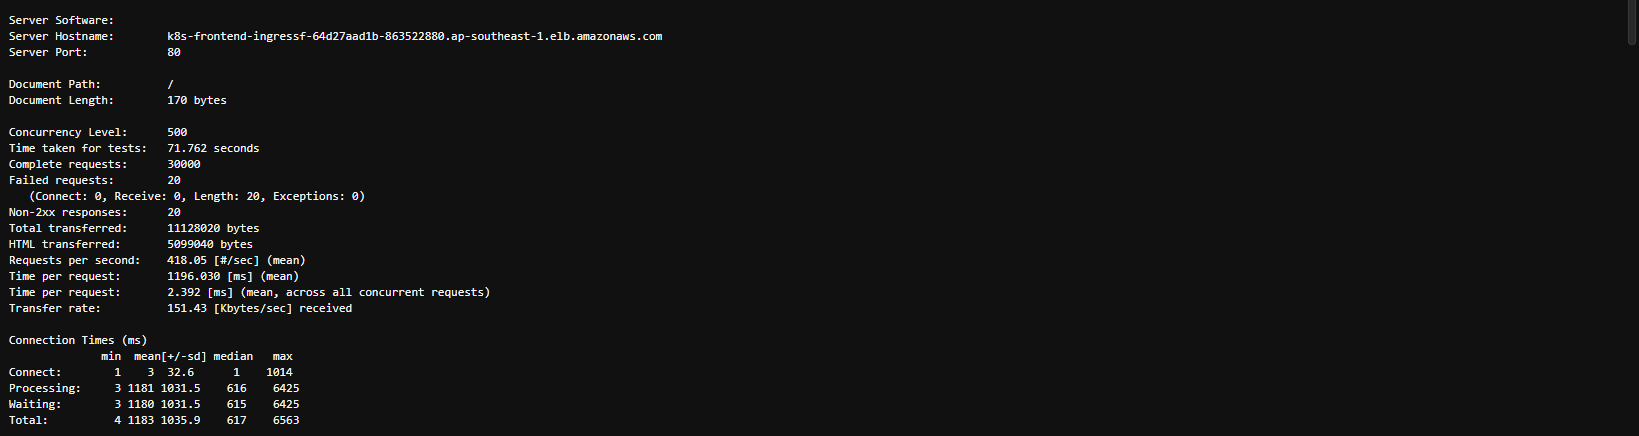 Server Software:
Server Hostname:        k8s-frontend-ingressf-64d27aad1b-863522880.ap-southeast-1.elb.amazonaws.com
Server Port:            80

Document Path:          /
Document Length:        170 bytes

Concurrency Level:      500
Time taken for tests:   71.762 seconds
Complete requests:      30000
Failed requests:        20
   (Connect: 0, Receive: 0, Length: 20, Exceptions: 0)
Non-2xx responses:      20
Total transferred:      11128020 bytes
HTML transferred:       5099040 bytes
Requests per second:    418.05 [#/sec] (mean)
Time per request:       1196.030 [ms] (mean)
Time per request:       2.392 [ms] (mean, across all concurrent requests)
Transfer rate:          151.43 [Kbytes/sec] received

Connection Times (ms)
              min  mean[+/-sd] median   max
Connect:        1    3  32.6      1    1014
Processing:     3 1181 1031.5    616    6425
Waiting:        3 1180 1031.5    615    6425
Total:          4 1183 1035.9    617    6563